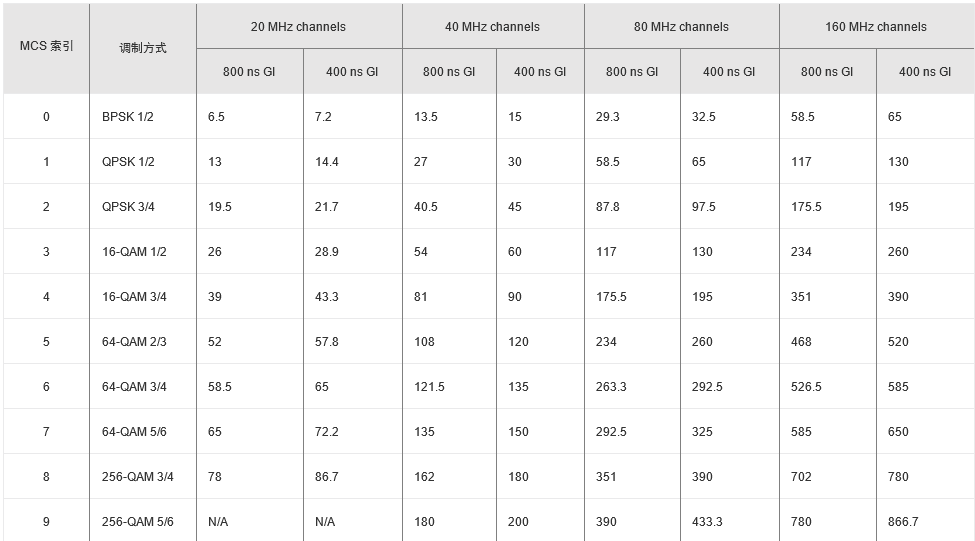 MCS 索引 调制方式 20 MHz channels 40 MHz channels 80 MHz channels 160 MHz channels
800 ns GI 400 ns GI 800 ns GI 400 ns GI 800 ns GI 400 ns GI 800 ns GI 400 ns GI
0 BPSK 1/2 6.5 7.2 13.5 15 29.3 32.5 58.5 65
1 QPSK 1/2 13 14.4 27 30 58.5 65 117 130
2 QPSK 3/4 19.5 21.7 40.5 45 87.8 97.5 175.5 195
3 16-QAM 1/2 26 28.9 54 60 117 130 234 260
4 16-QAM 3/4 39 43.3 81 90 175.5 195 351 390
5 64-QAM 2/3 52 57.8 108 120 234 260 468 520
6 64-QAM 3/4 58.5 65 121.5 135 263.3 292.5 526.5 585
7 64-QAM 5/6 65 72.2 135 150 292.5 325 585 650
8 256-QAM 3/4 78 86.7 162 180 351 390 702 780
9 256-QAM 5/6 N/A N/A 180 200 390 433.3 780 866.7